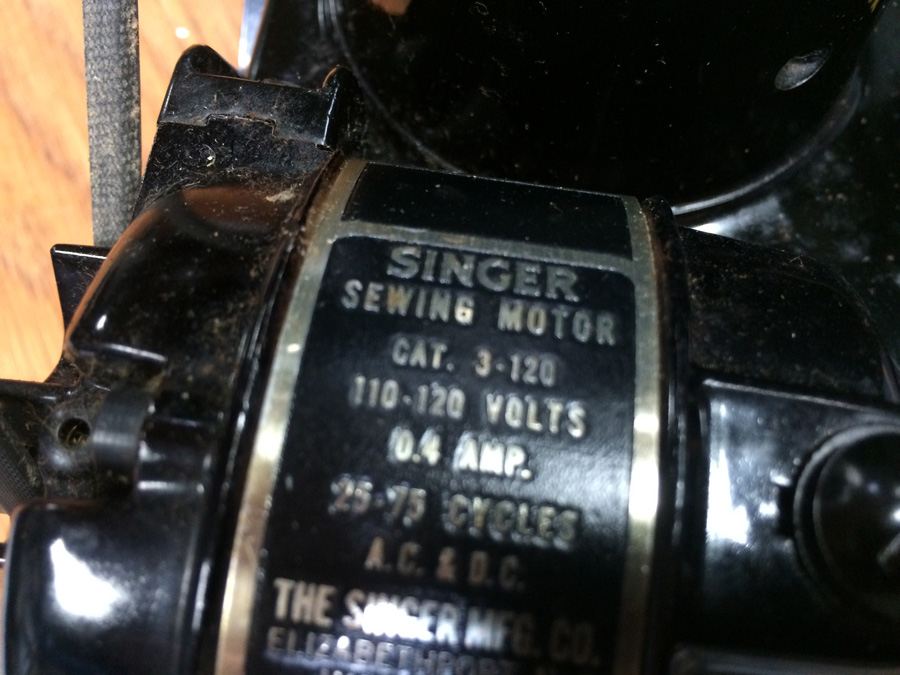 SINGER
SEWING MOTOR
CAT. 3-120
110-120 VOLTS
0.4 AMP.
25-75 CYCLES
A.C. & D.C.
THE SINGER MFG. CO.
ELIZABETHPORT